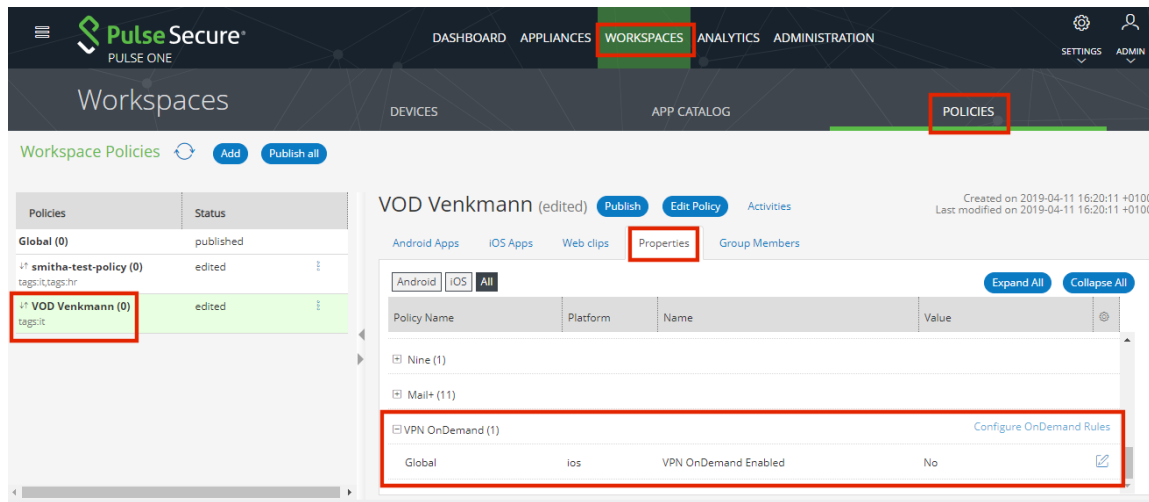 Pulse Secure®
PULSE ONE
DASHBOARD APPLIANCES WORKSPACES ANALYTICS ADMINISTRATION
SETTINGS ADMIN
Workspaces
DEVICES APP CATALOG POLICIES
Workspace Policies Add Publish all
Policies Status
Global (0) published
smitha-test-policy (0) edited
tags:it,tags:hr
VOD Venkmann (0) edited
tags:it
VOD Venkmann (edited) Publish Edit Policy Activities
Created on 2019-04-11 16:20:11 +0100
Last modified on 2019-04-11 16:20:11 +0100
Android Apps iOS Apps Web clips Properties Group Members
Android iOS All Expand All Collapse All
Policy Name Platform Name Value
Nine (1)
Mail+ (11)
VPN OnDemand (1) Configure OnDemand Rules
Global ios VPN OnDemand Enabled No